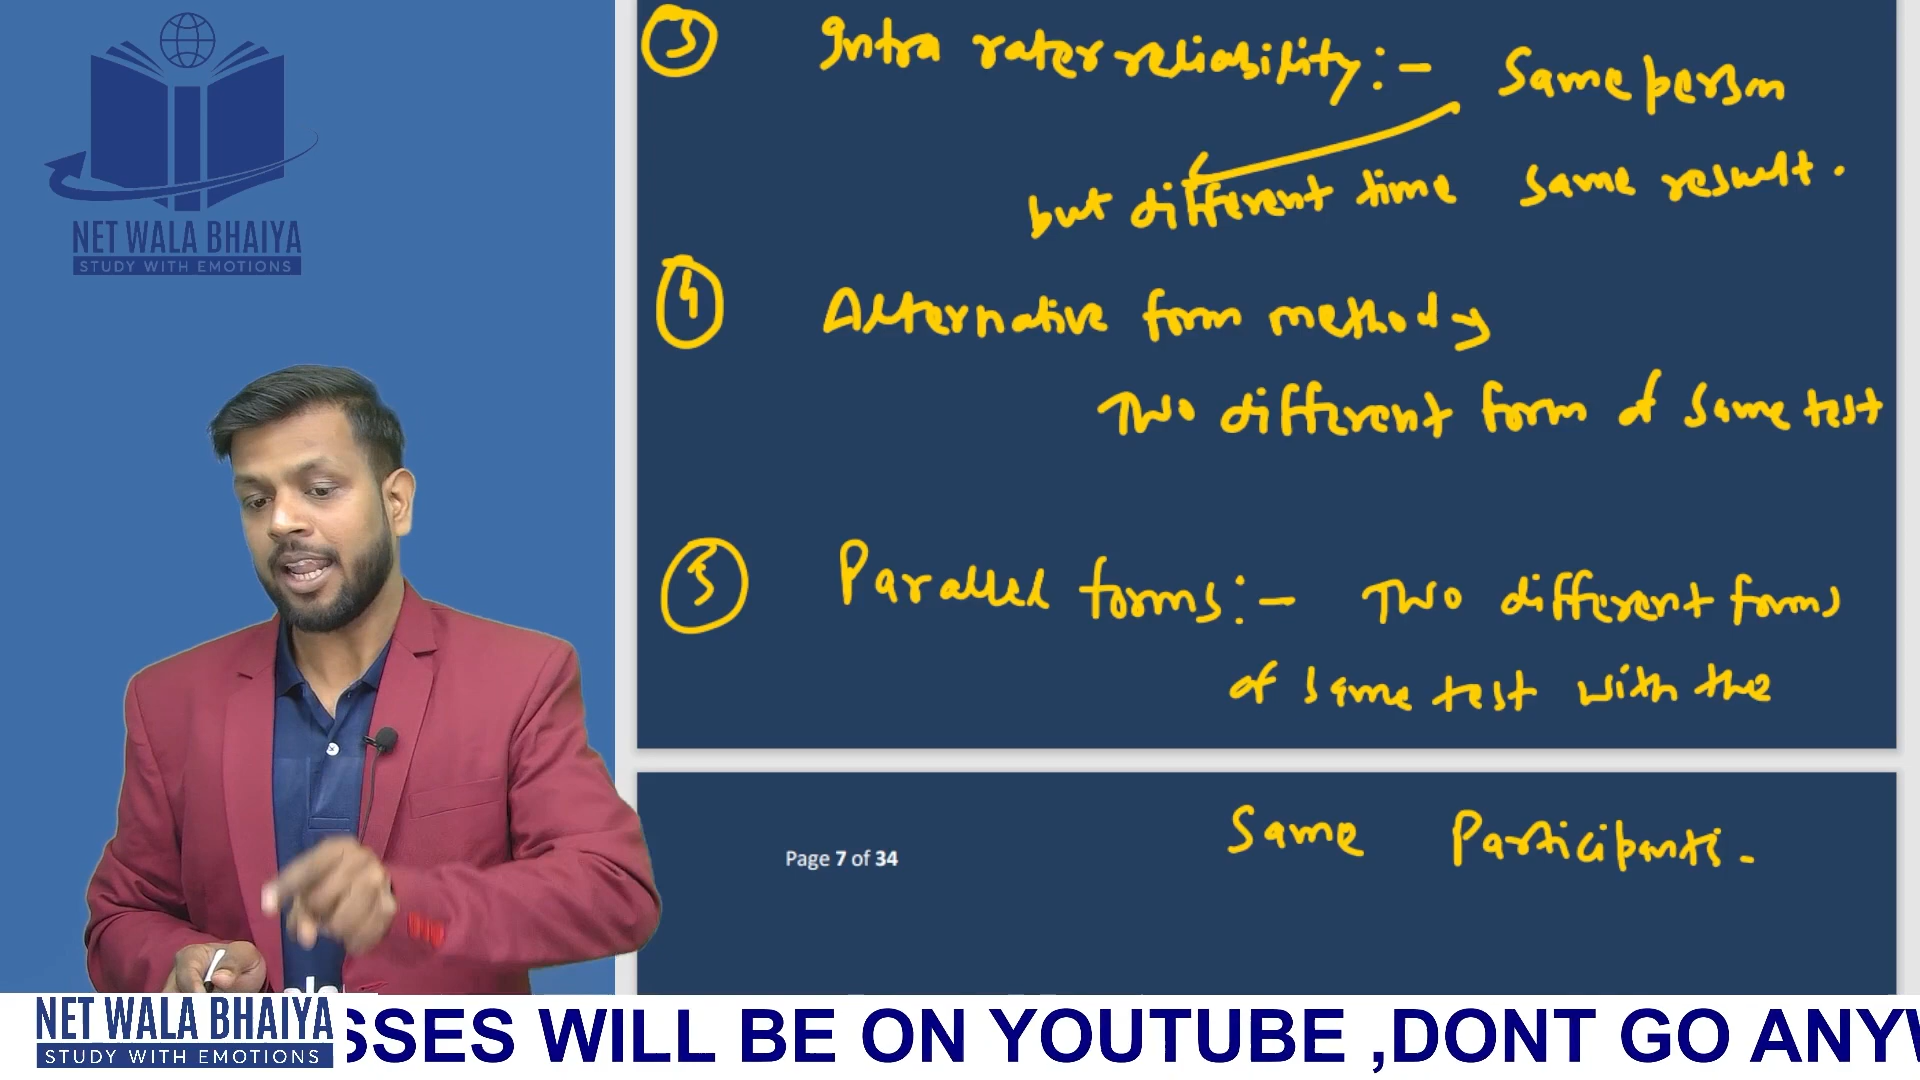 NET WALA BHAIYA
STUDY WITH EMOTIONS
3 Intra rater reliability:- Same person
but different time same result.
4 Alternative form method
Two different form of same test
5 Parallel forms:- Two different forms
of same test with the
Same Participants.
Page 7 of 34
NET WALA BHAIYA
STUDY WITH EMOTIONS
SSES WILL BE ON YOUTUBE ,DONT GO ANYW